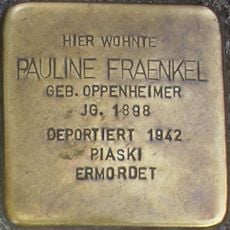 HIER WOHNTE
PAULINE FRAENKEL
GEB. OPPENHEIMER
JG. 1898
DEPORTIERT 1942
PIASKI
ERMORDET